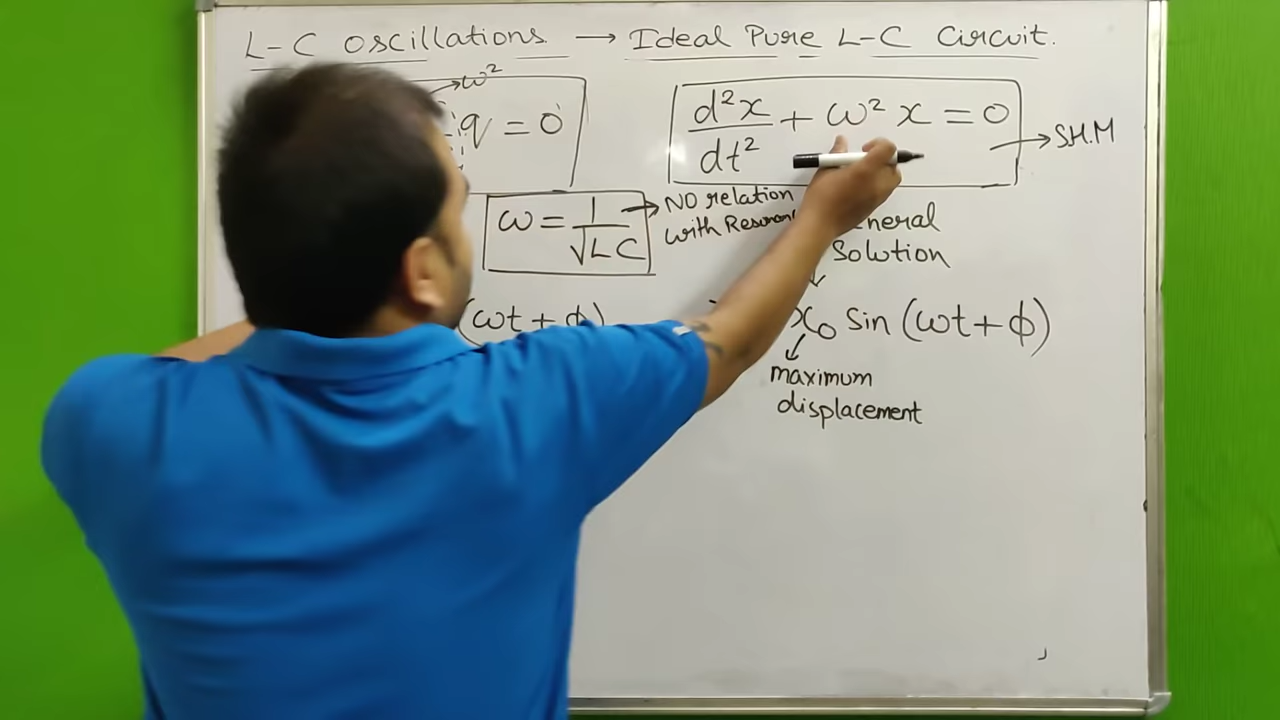 L-C Oscillations → Ideal Pure L-C Circuit.
→ω²
q = 0
d²x/dt² + ω² x = 0
→ S.H.M
ω = 1/√LC
→ NO relation
with
Solution
(ωt + ϕ)
x₀ Sin (ωt + ϕ)
maximum
displacement